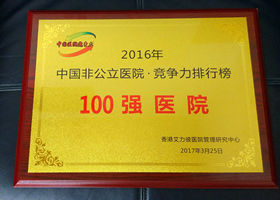 2016年
中国非公立医院·竞争力排行榜
100强医院
香港艾力彼医院管理研究中心
2017年3月25日